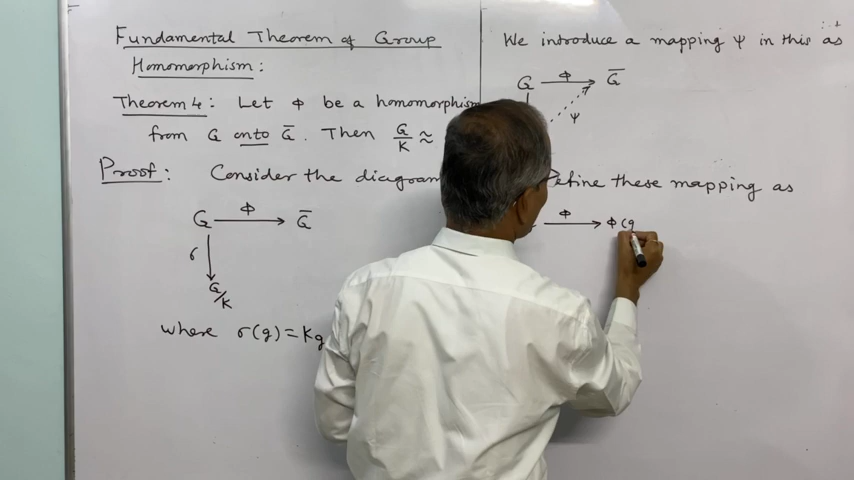 Fundamental Theorem of Group
Homomorphism:
Theorem 4: Let Φ be a homomorphism
from G onto G̅. Then G/K ≈
Proof: Consider the diagram
G Φ G̅
σ
G/K
where σ(g) = Kg
We introduce a mapping ψ in this as
G Φ G̅
ψ
Define these mapping as
Φ Φ(g